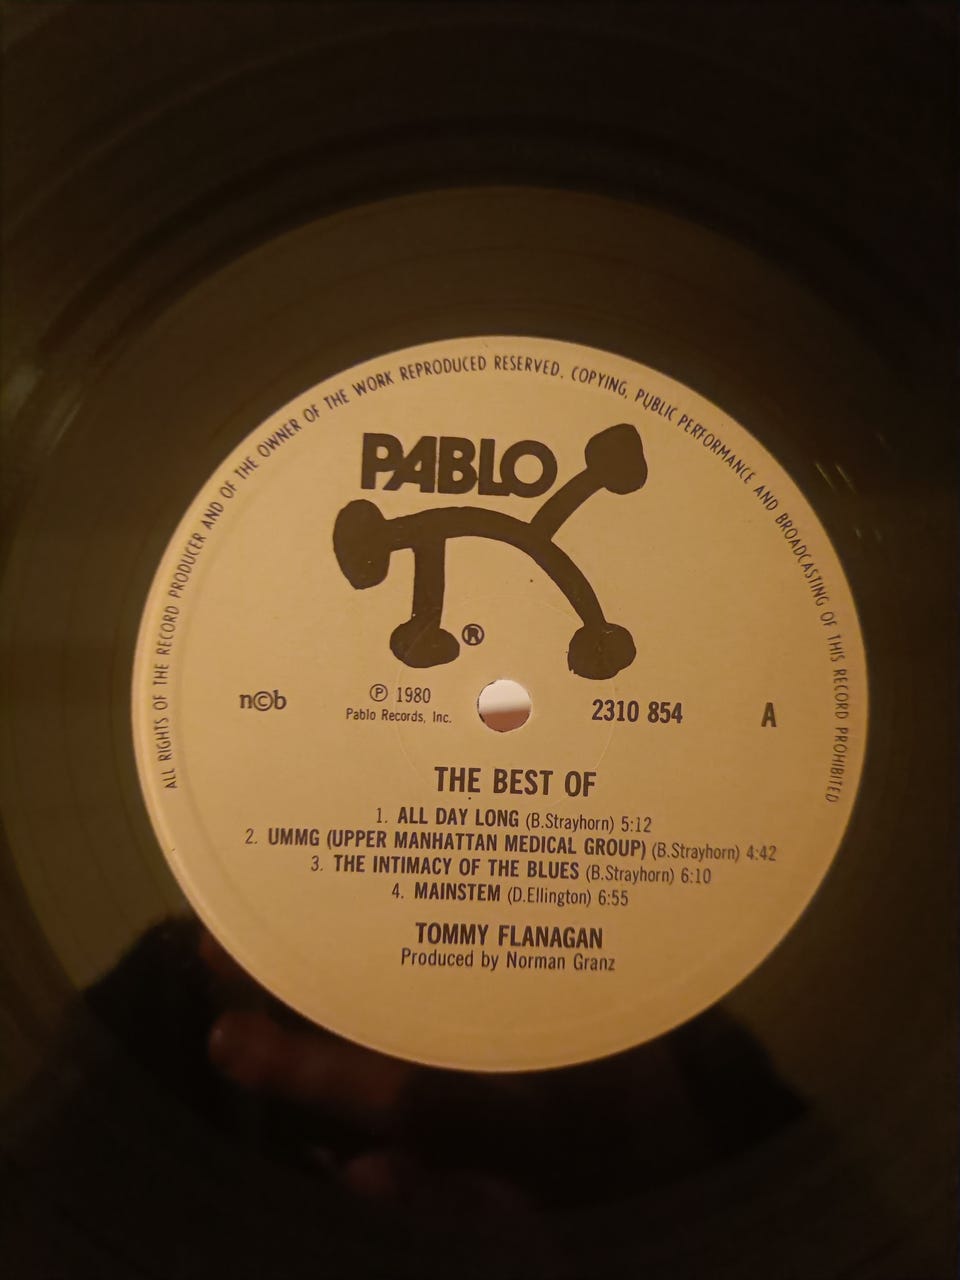 ALL RIGHTS OF THE RECORD PRODUCER AND OF THE OWNER OF THE WORK REPRODUCED RESERVED. COPYING, PUBLIC PERFORMANCE AND BROADCASTING OF THIS RECORD PROHIBITED
PABLO
®
n©b
℗ 1980
Pablo Records, Inc.
2310 854
A
THE BEST OF
1. ALL DAY LONG (B.Strayhorn) 5:12
2. UMMG (UPPER MANHATTAN MEDICAL GROUP) (B.Strayhorn) 4:42
3. THE INTIMACY OF THE BLUES (B.Strayhorn) 6:10
4. MAINSTEM (D.Ellington) 6:55
TOMMY FLANAGAN
Produced by Norman Granz